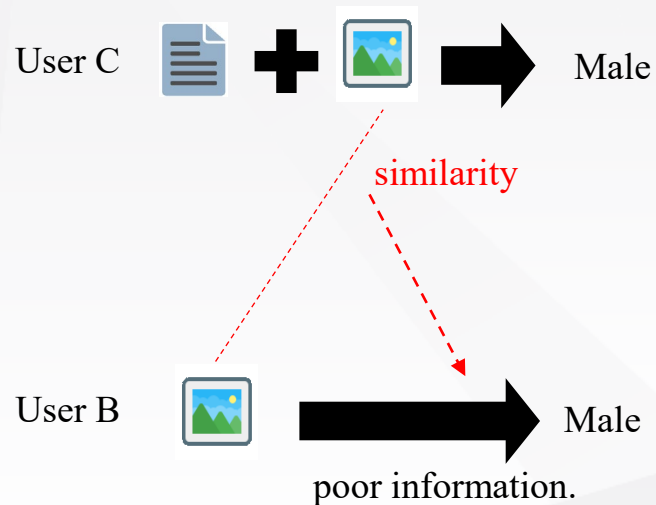 User C
Male
similarity
User B
Male
poor information.